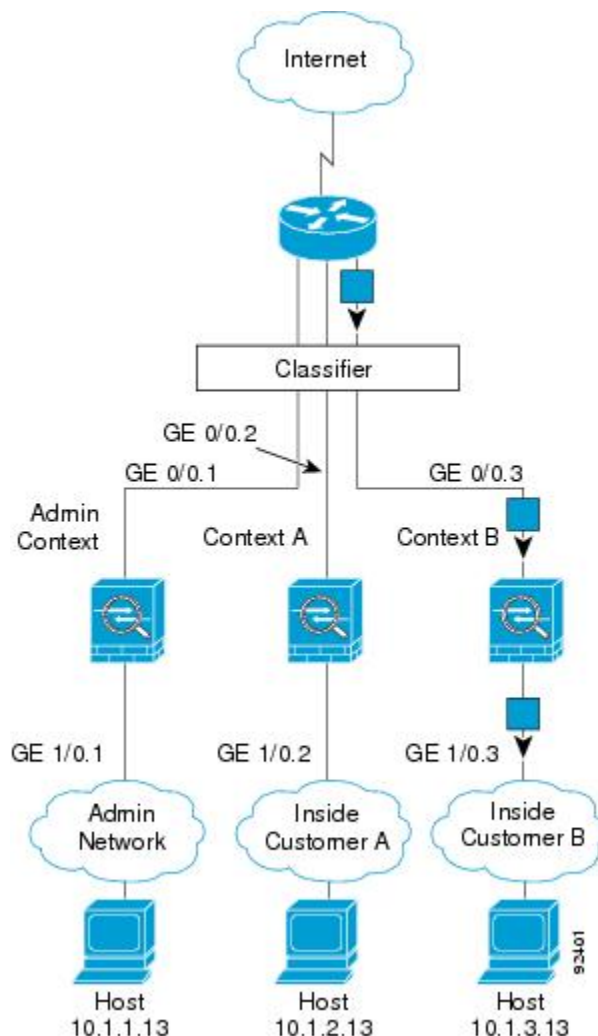 Internet
Classifier
GE 0/0.2
GE 0/0.1
GE 0/0.3
Admin
Context
Context A
Context B
GE 1/0.1
GE 1/0.2
GE 1/0.3
Admin
Network
Inside
Customer A
Inside
Customer B
92401
Host
10.1.1.13
Host
10.1.2.13
Host
10.1.3.13